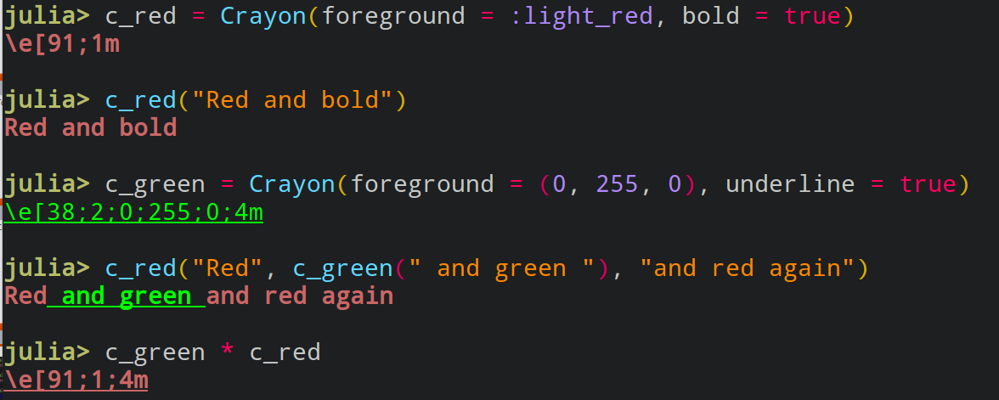 julia> c_red = Crayon(foreground = :light_red, bold = true)
\e[91;1m
julia> c_red("Red and bold")
Red and bold
julia> c_green = Crayon(foreground = (0, 255, 0), underline = true)
\e[38;2;0;255;0;4m
julia> c_red("Red", c_green(" and green "), "and red again")
Red and green and red again
julia> c_green * c_red
\e[91;1;4m